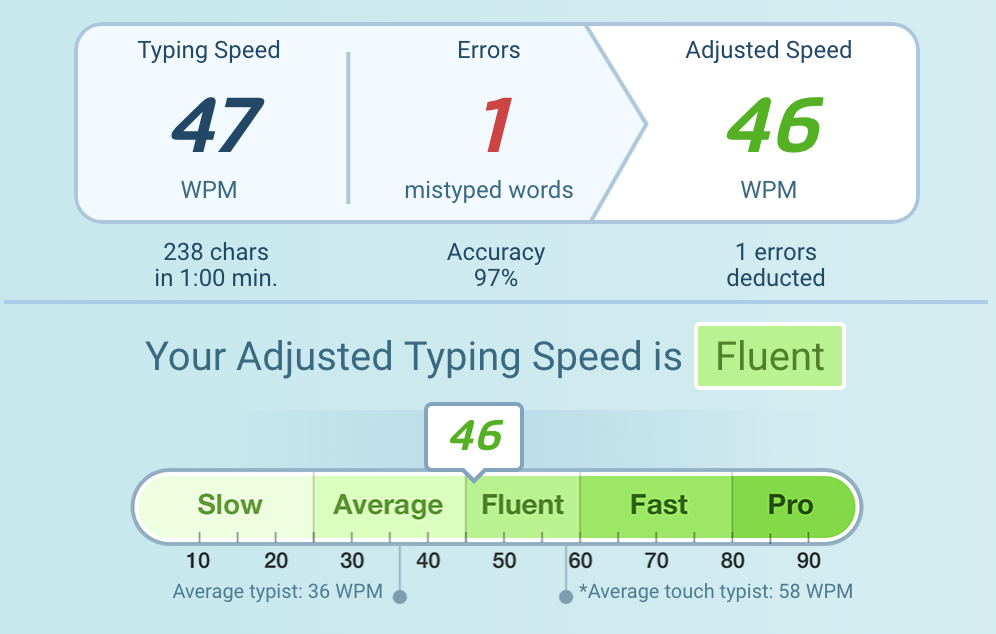 Typing Speed
Errors
Adjusted Speed
47
1
46
WPM
mistyped words
WPM
238 chars
in 1:00 min.
Accuracy
97%
1 errors
deducted
Your Adjusted Typing Speed is Fluent
46
Slow Average Fluent Fast Pro
10 20 30 40 50 60 70 80 90
Average typist: 36 WPM
*Average touch typist: 58 WPM